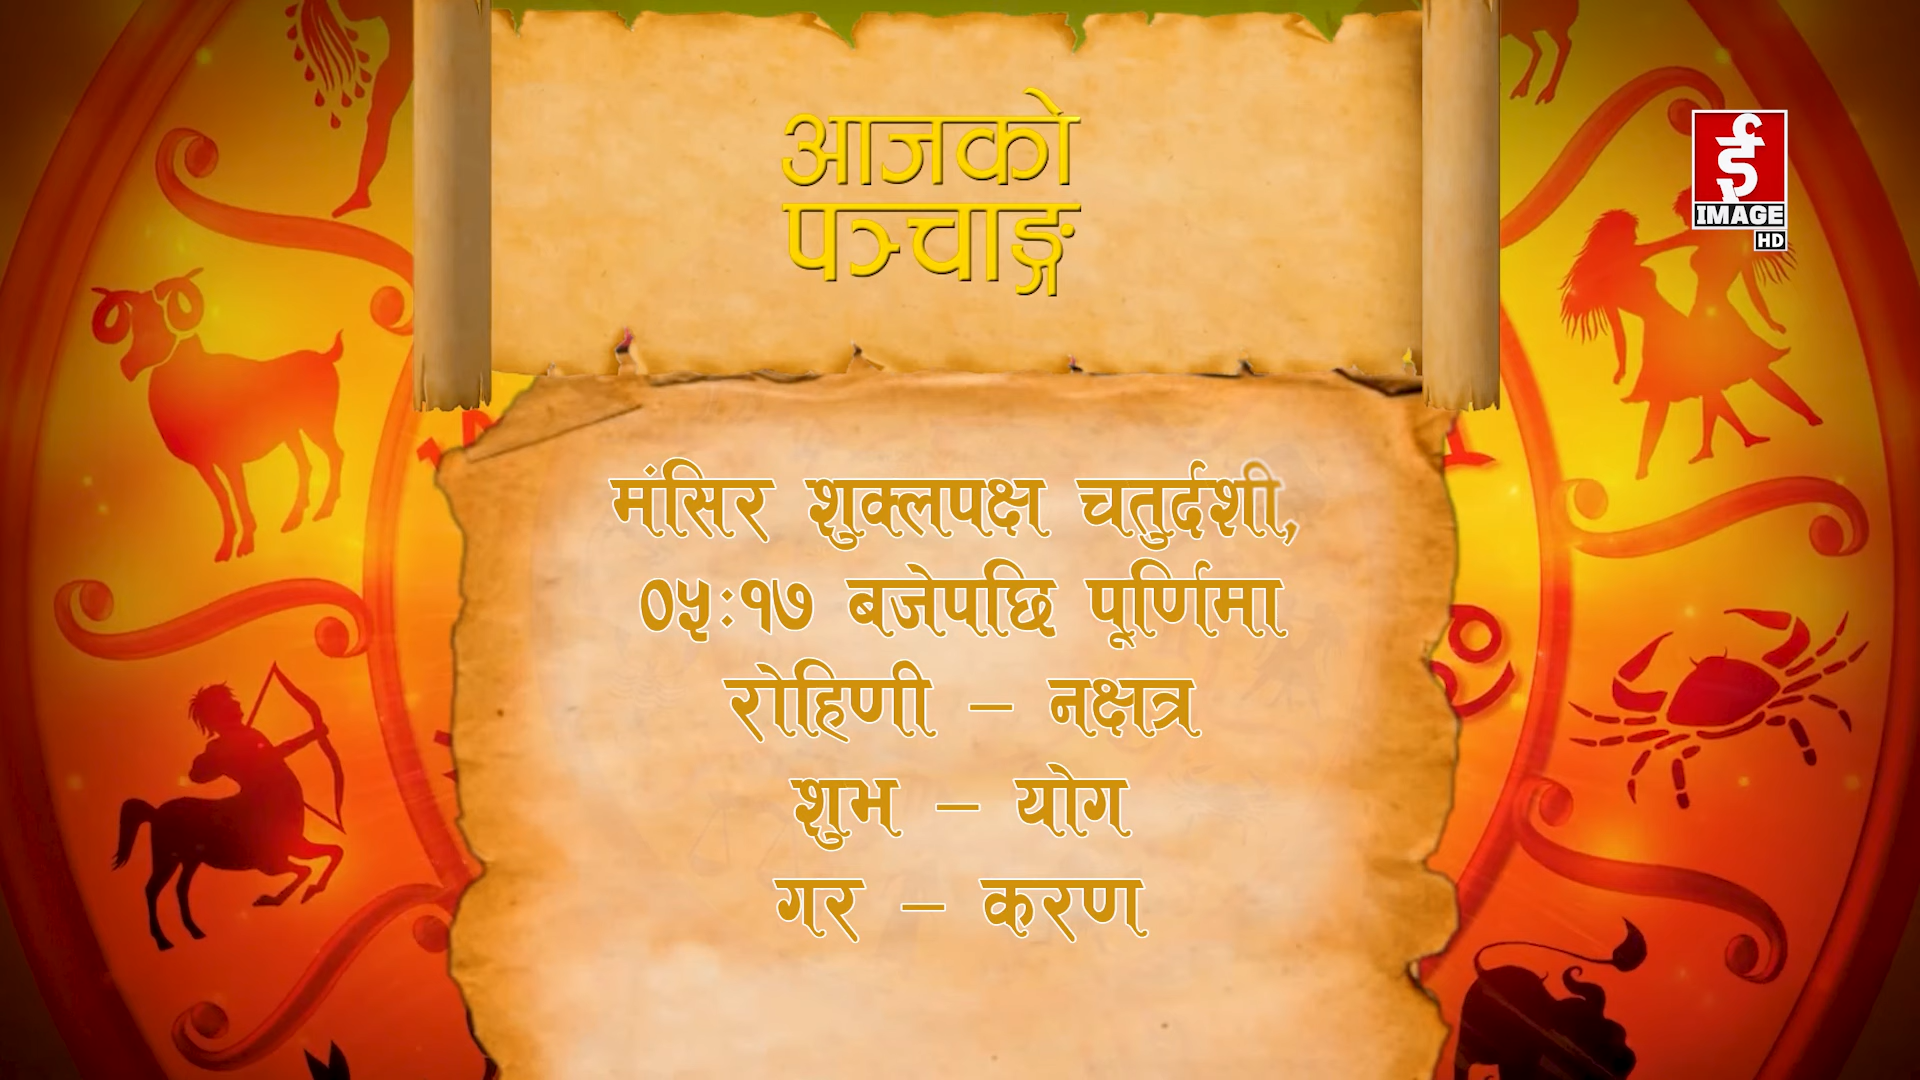 आजको
पञ्चाङ्ग
IMAGE
HD
मंसिर शुक्लपक्ष चतुर्दशी,
०५:१७ बजेपछि पूर्णिमा
रोहिणी – नक्षत्र
शुभ – योग
गर – करण